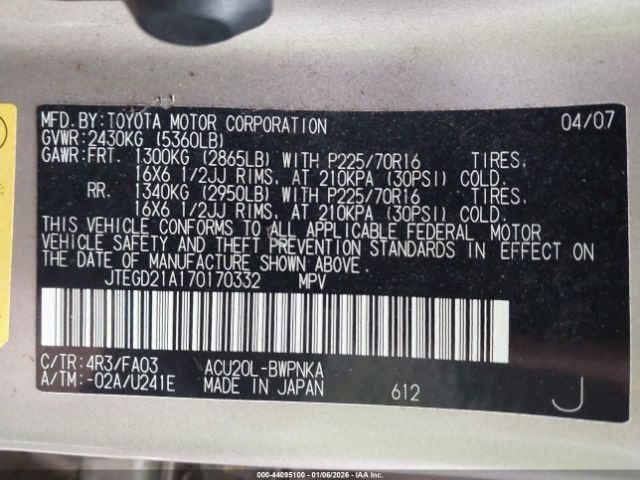 MFD.BY:TOYOTA MOTOR CORPORATION 04/07
GVWR:2430KG (5360LB)
GAWR:FRT. 1300KG (2865LB) WITH P225/70R16 TIRES,
16X6 1/2JJ RIMS, AT 210KPA (30PSI) COLD.
RR. 1340KG (2950LB) WITH P225/70R16 TIRES,
16X6 1/2JJ RIMS, AT 210KPA (30PSI) COLD.
THIS VEHICLE CONFORMS TO ALL APPLICABLE FEDERAL MOTOR
VEHICLE SAFETY AND THEFT PREVENTION STANDARDS IN EFFECT ON
THE DATE OF MANUFACTURE SHOWN ABOVE.
JTEGD21A170170332 MPV
C/TR:4R3/FA03 ACU20L-BWPNKA
A/TM:-02A/U241E MADE IN JAPAN 612 J
000-44095100 - 01/06/2026 - IAAI.COM